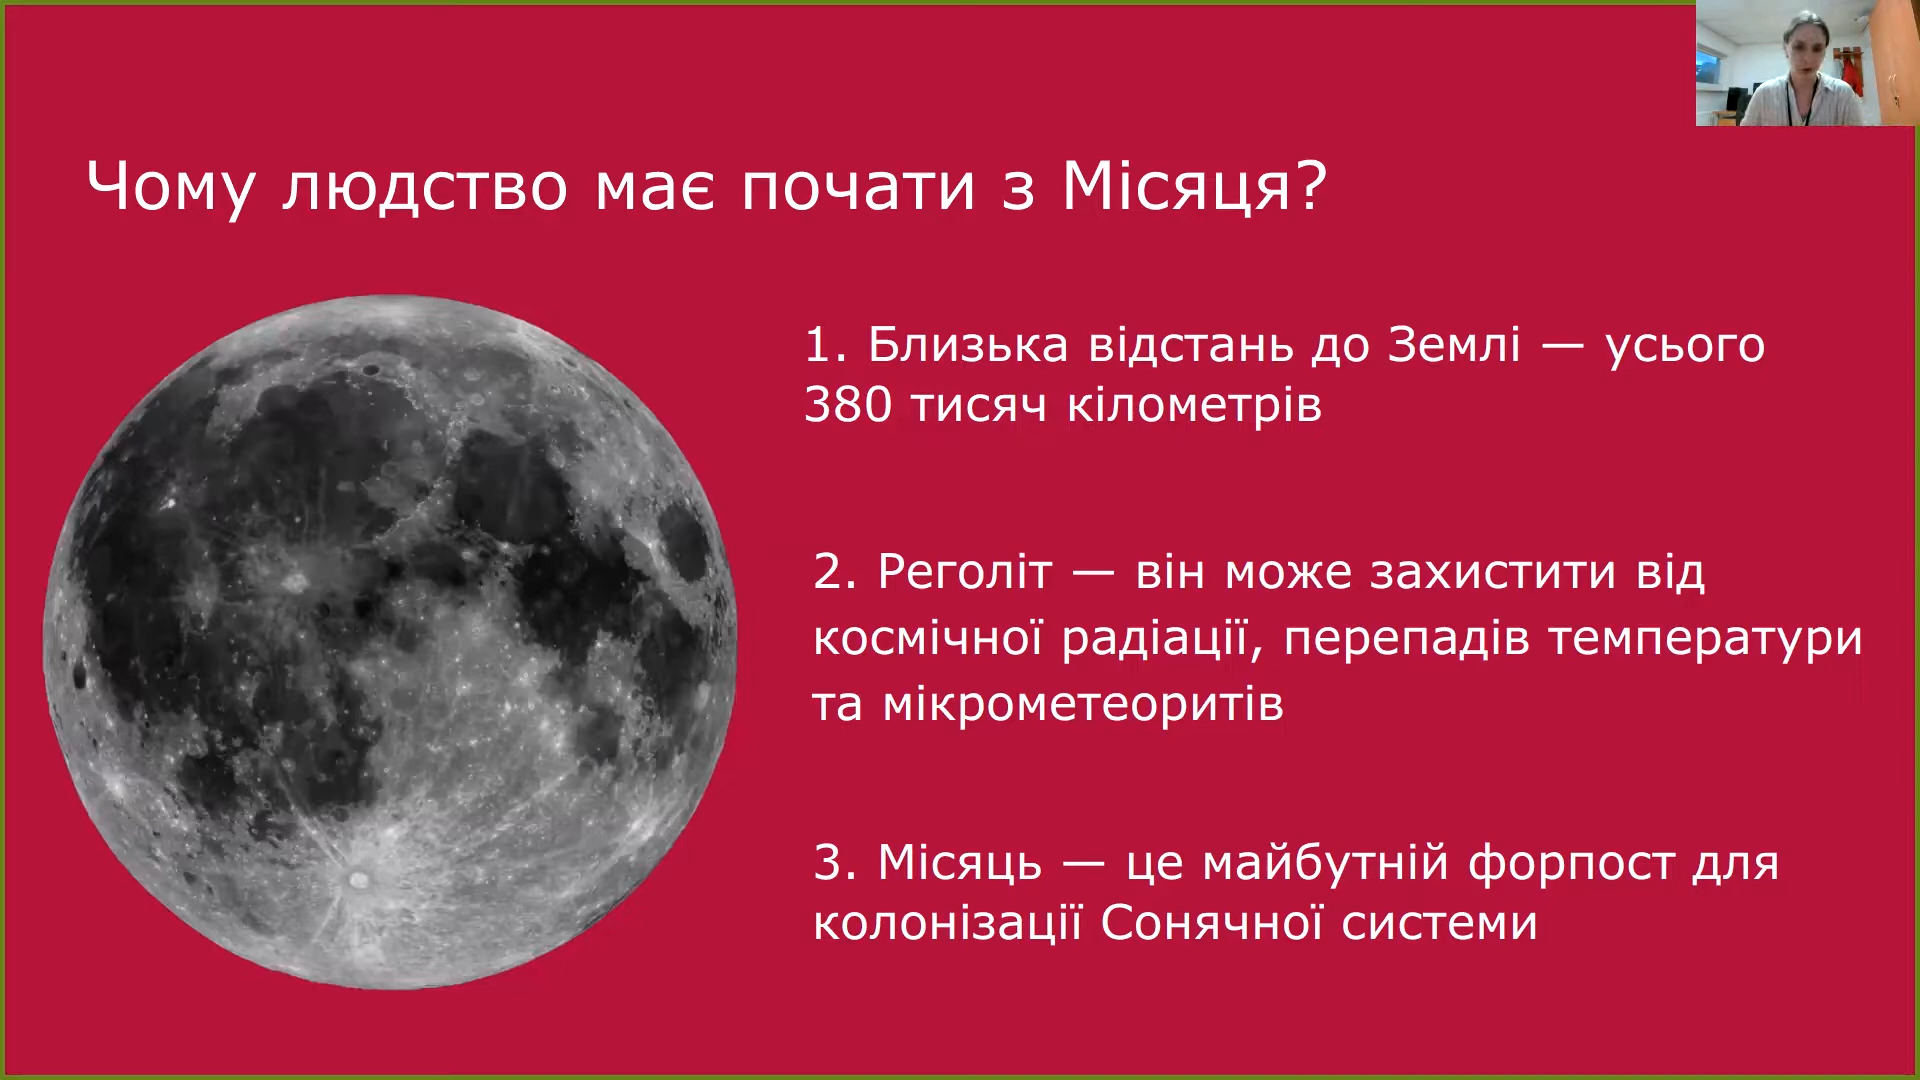 Чому людство має почати з Місяця?
1. Близька відстань до Землі — усього
380 тисяч кілометрів
2. Реголіт — він може захистити від
космічної радіації, перепадів температури
та мікрометеоритів
3. Місяць — це майбутній форпост для
колонізації Сонячної системи